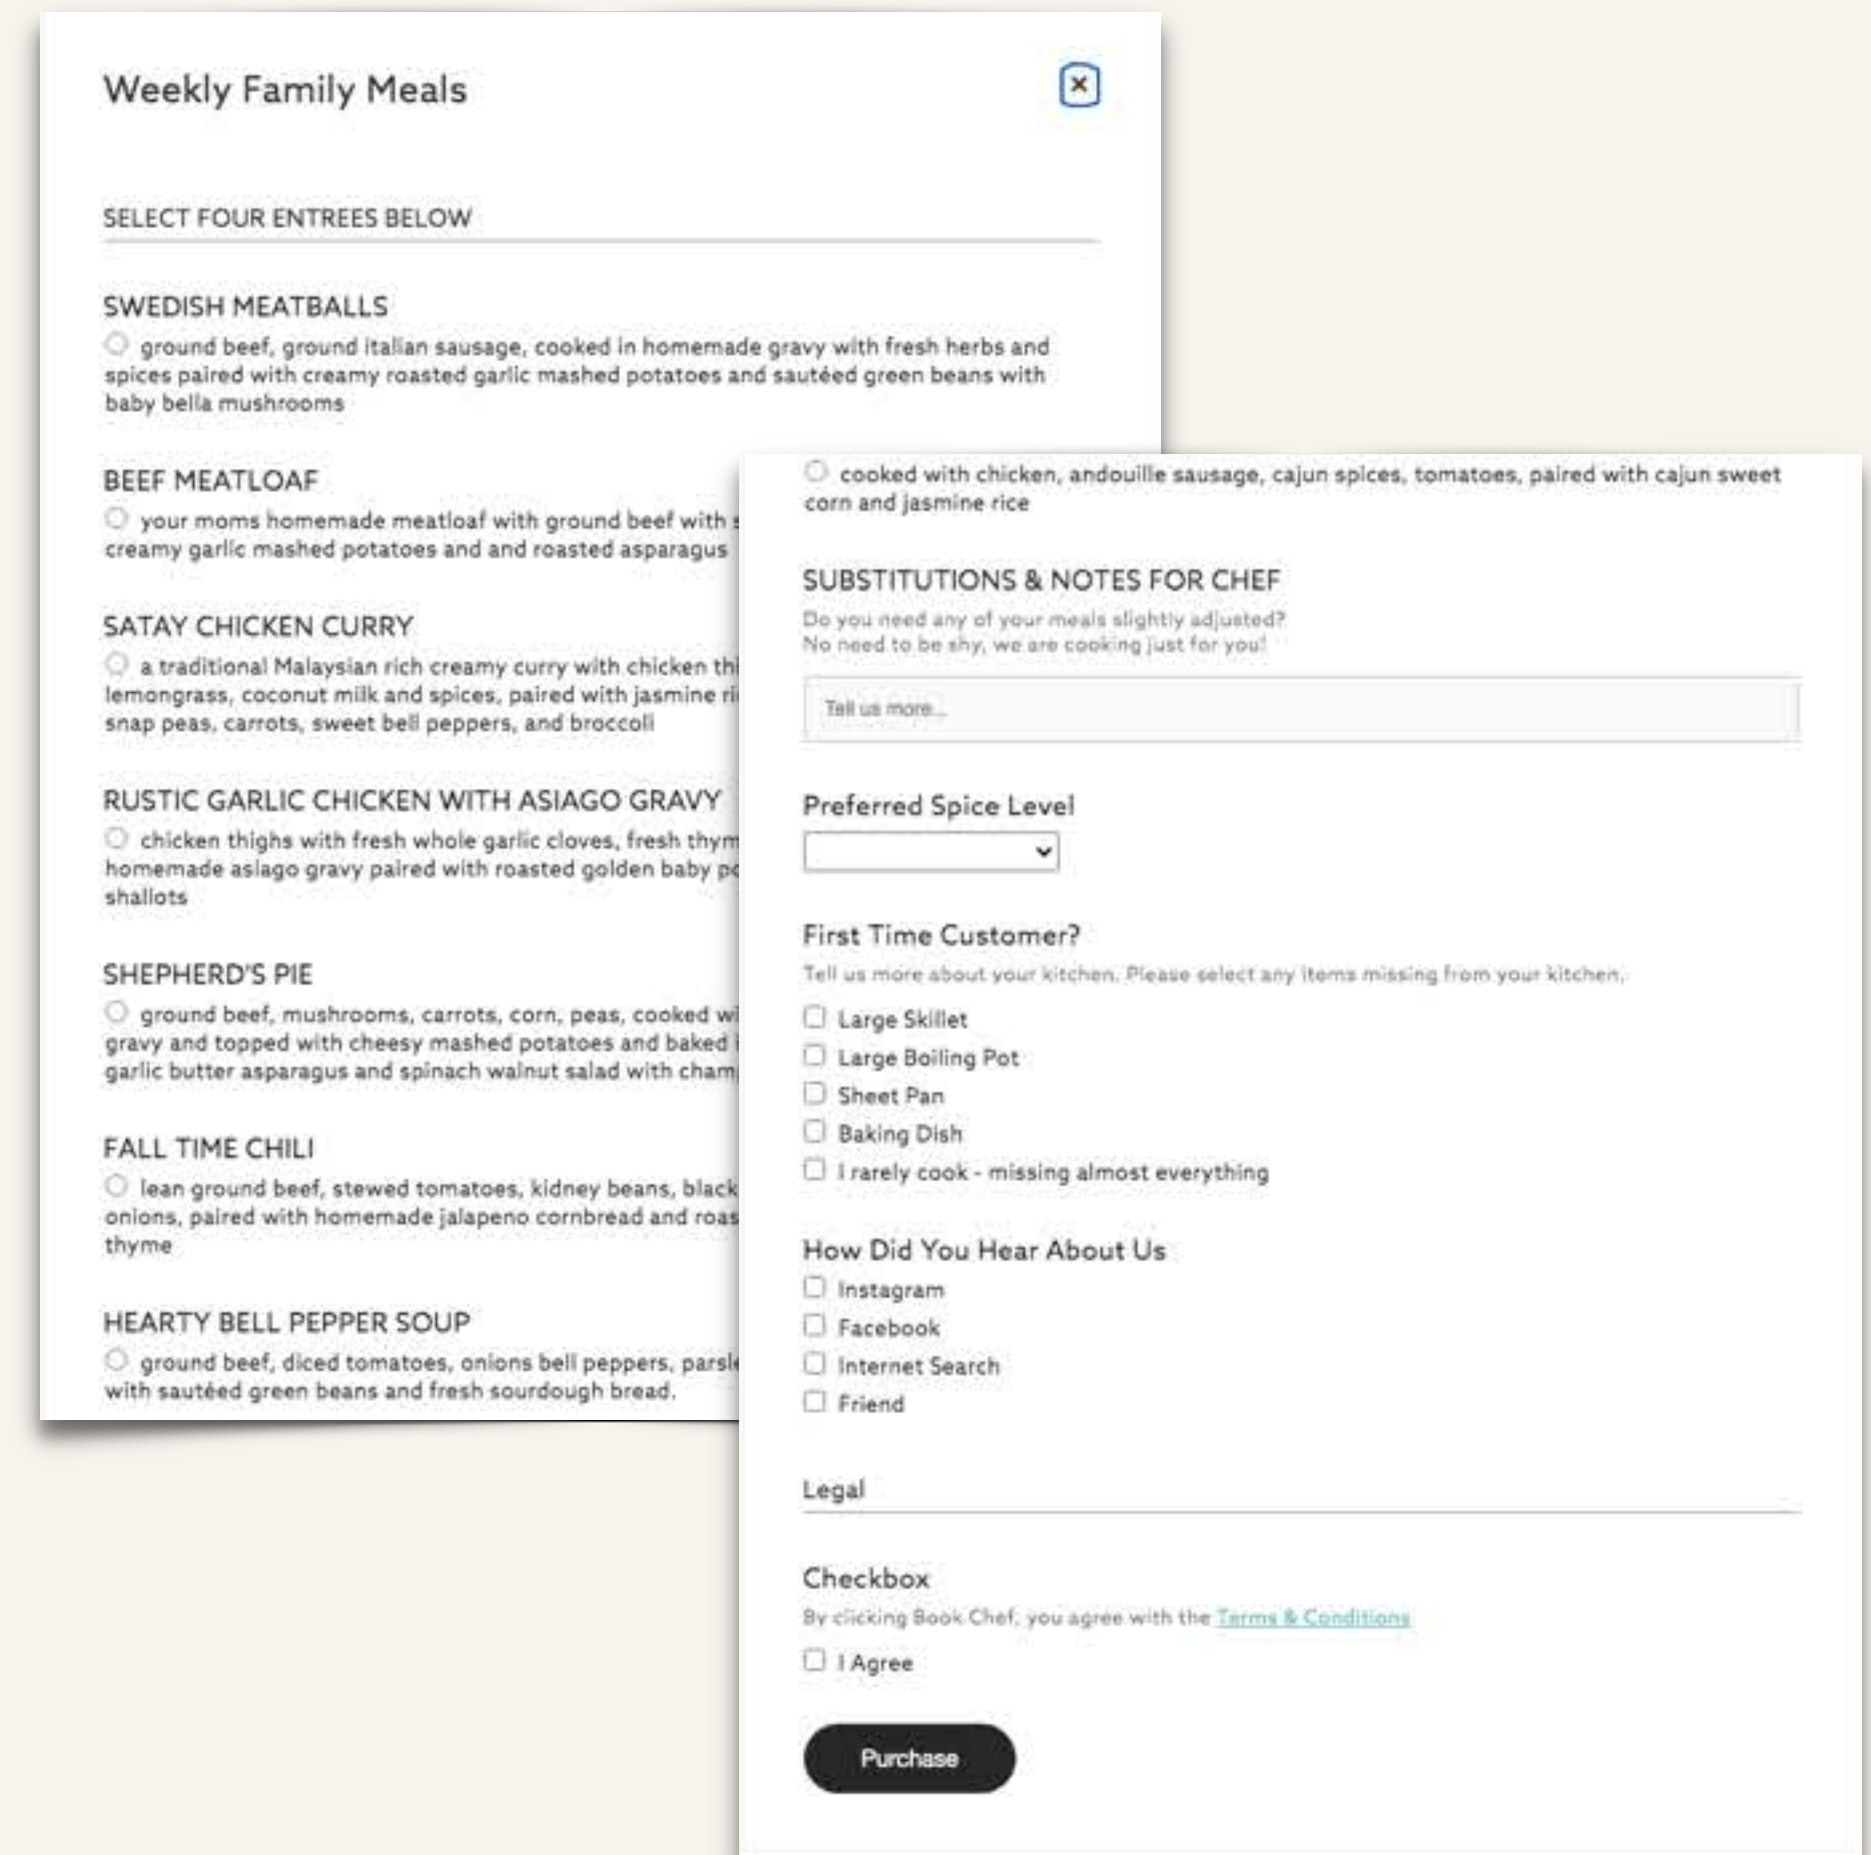 Weekly Family Meals
SELECT FOUR ENTREES BELOW
SWEDISH MEATBALLS
ground beef, ground italian sausage, cooked in homemade gravy with fresh herbs and
spices paired with creamy roasted garlic mashed potatoes and sautéed green beans with
baby bella mushrooms
BEEF MEATLOAF
your moms homemade meatloaf with ground beef with
creamy garlic mashed potatoes and and roasted asparagus
SATAY CHICKEN CURRY
a traditional Malaysian rich creamy curry with chicken thi
lemongrass, coconut milk and spices, paired with jasmine ri
snap peas, carrots, sweet bell peppers, and broccoli
RUSTIC GARLIC CHICKEN WITH ASIAGO GRAVY
chicken thighs with fresh whole garlic cloves, fresh thym
homemade asiago gravy paired with roasted golden baby po
shallots
SHEPHERD'S PIE
ground beef, mushrooms, carrots, corn, peas, cooked wi
gravy and topped with cheesy mashed potatoes and baked
garlic butter asparagus and spinach walnut salad with cham
FALL TIME CHILI
lean ground beef, stewed tomatoes, kidney beans, black
onions, paired with homemade jalapeno cornbread and roas
thyme
HEARTY BELL PEPPER SOUP
ground beef, diced tomatoes, onions bell peppers, parsle
with sautéed green beans and fresh sourdough bread.
cooked with chicken, andouille sausage, cajun spices, tomatoes, paired with cajun sweet
corn and jasmine rice
SUBSTITUTIONS & NOTES FOR CHEF
Do you need any of your meals slightly adjusted?
No need to be shy, we are cooking just for you!
Tell us more...
Preferred Spice Level
First Time Customer?
Tell us more about your kitchen. Please select any items missing from your kitchen.
Large Skillet
Large Boiling Pot
Sheet Pan
Baking Dish
I rarely cook - missing almost everything
How Did You Hear About Us
Instagram
Facebook
Internet Search
Friend
Legal
Checkbox
By clicking Book Chef, you agree with the Terms & Conditions
I Agree
Purchase